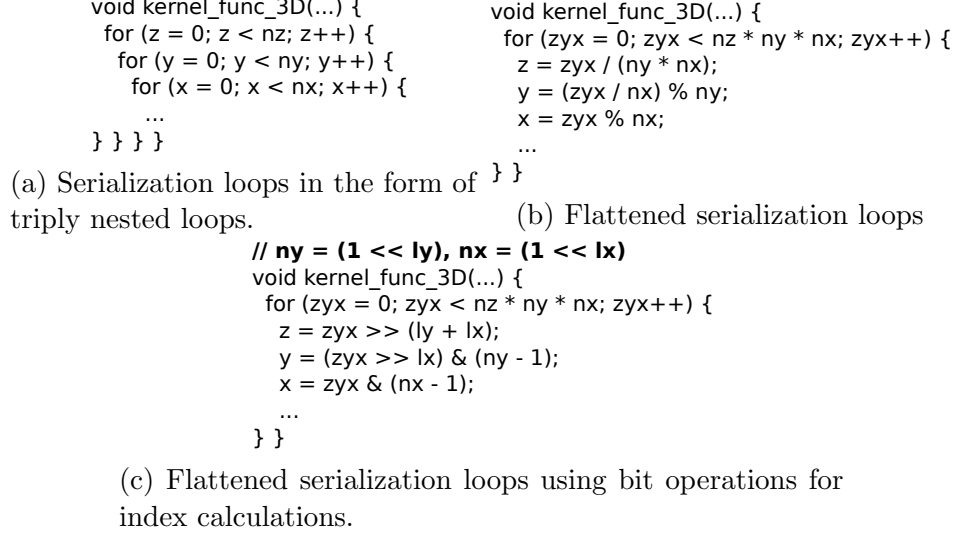 void kernel_func_3D(...) {
for (z = 0; z < nz; z++) {
for (y = 0; y < ny; y++) {
for (x = 0; x < nx; x++) {
...
} } } }
(a) Serialization loops in the form of
triply nested loops.
void kernel_func_3D(...) {
for (zyx = 0; zyx < nz * ny * nx; zyx++) {
z = zyx / (ny * nx);
y = (zyx / nx) % ny;
x = zyx % nx;
...
} }
(b) Flattened serialization loops
// ny = (1 << ly), nx = (1 << lx)
void kernel_func_3D(...) {
for (zyx = 0; zyx < nz * ny * nx; zyx++) {
z = zyx >> (ly + lx);
y = (zyx >> lx) & (ny - 1);
x = zyx & (nx - 1);
...
} }
(c) Flattened serialization loops using bit operations for
index calculations.